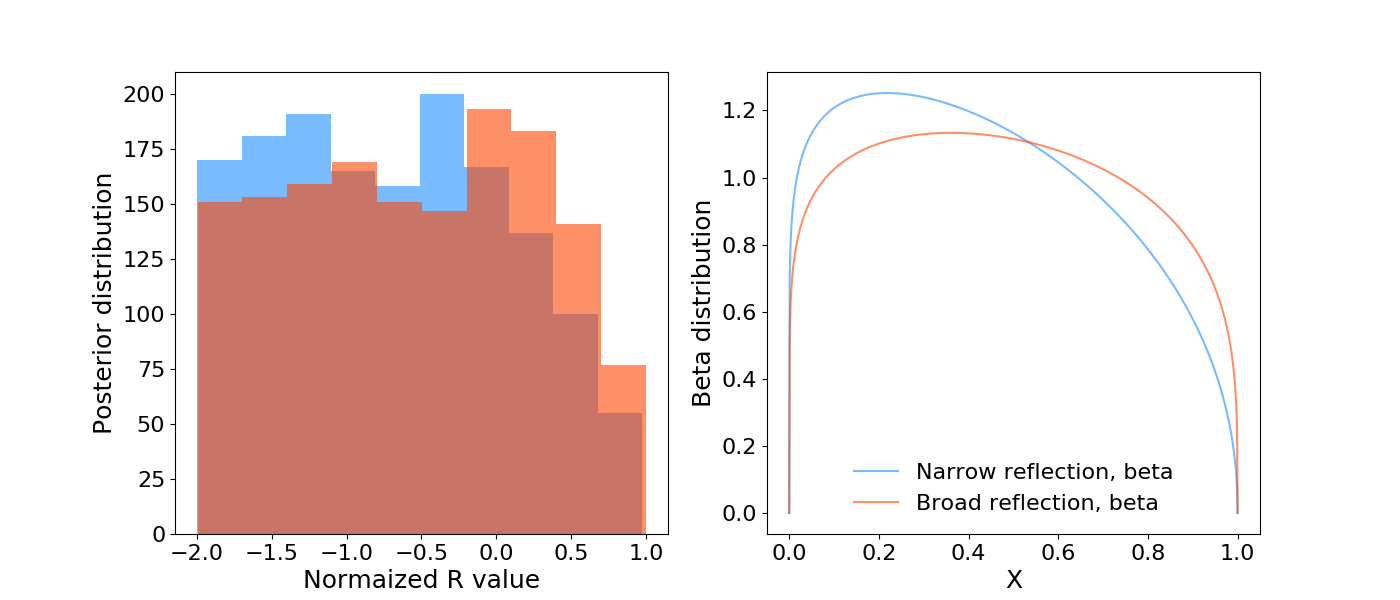 Posterior distribution
200
175
150
125
100
75
50
25
0
−2.0 −1.5 −1.0 −0.5 0.0 0.5 1.0
Normaized R value
Beta distribution
1.2
1.0
0.8
0.6
0.4
0.2
0.0
Narrow reflection, beta
Broad reflection, beta
0.0 0.2 0.4 0.6 0.8 1.0
X